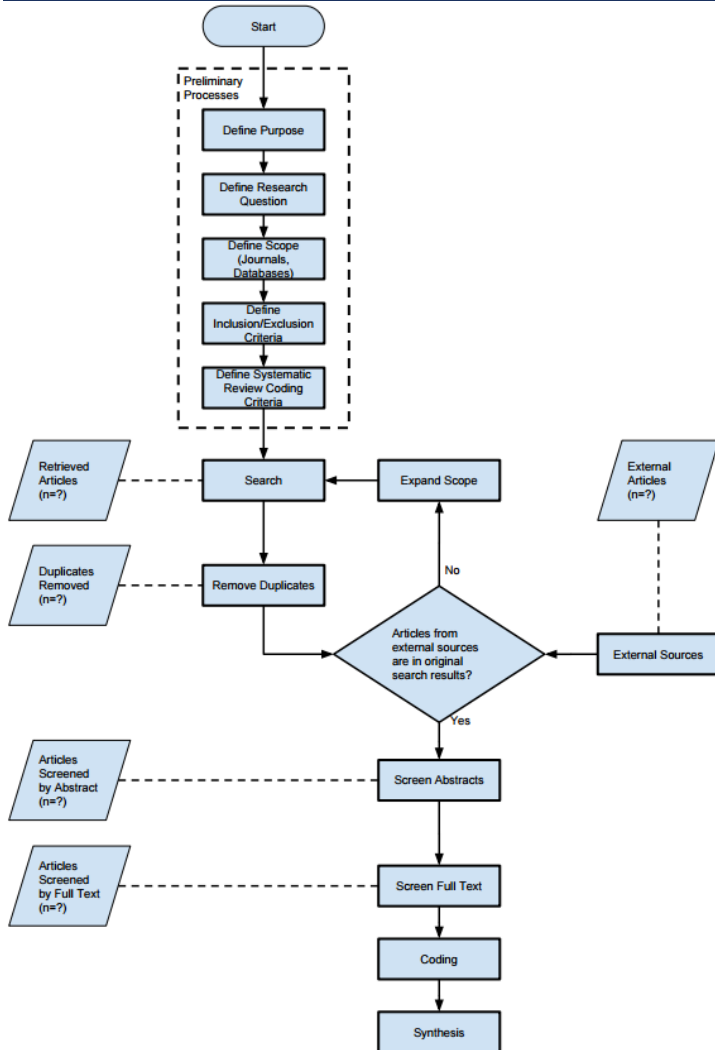 Start
Preliminary
Processes
Define Purpose
Define Research
Question
Define Scope
(Journals,
Databases)
Define
Inclusion/Exclusion
Criteria
Define Systematic
Review Coding
Criteria
Retrieved
Articles
(n=?)
Search
Expand Scope
External
Articles
(n=?)
Duplicates
Removed
(n=?)
Remove Duplicates
No
Articles from
external sources
are in original
search results?
External Sources
Yes
Articles
Screened
by Abstract
(n=?)
Screen Abstracts
Articles
Screened
by Full Text
(n=?)
Screen Full Text
Coding
Synthesis